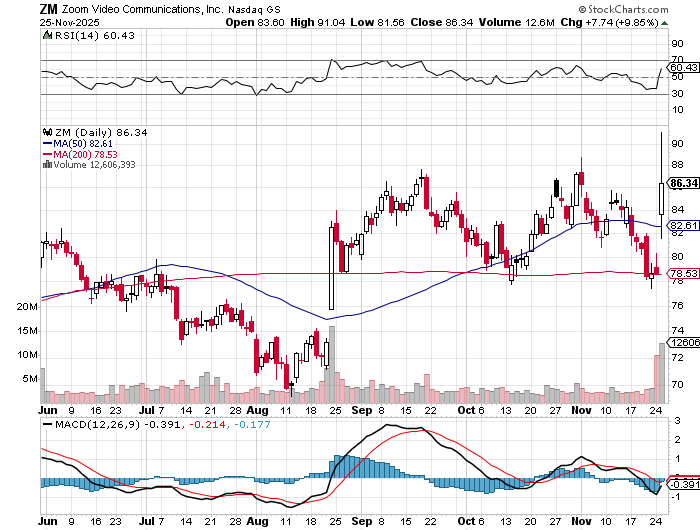 ZM Zoom Video Communications, Inc. Nasdaq GS © StockCharts.com
25-Nov-2025 Open 83.60 High 91.04 Low 81.56 Close 86.34 Volume 12.6M Chg +7.74 (+9.85%)
RSI(14) 60.43
90
70
60.43
50
30
10
ZM (Daily) 86.34
MA(50) 82.61
MA(200) 78.53
Volume 12,606,393
90
88
86.34
84
82.61
82
80
78.53
78
76
74
72
70
20M
15M
10M
5M
12606
Jun 9 16 23 Jul 7 14 21 28 Aug 11 18 25 Sep 8 15 22 Oct 6 13 20 27 Nov 10 17 24
MACD(12,26,9) -0.391, -0.214, -0.177
3
2
1
-0.391
-1
Jun 9 16 23 Jul 7 14 21 28 Aug 11 18 25 Sep 8 15 22 Oct 6 13 20 27 Nov 10 17 24